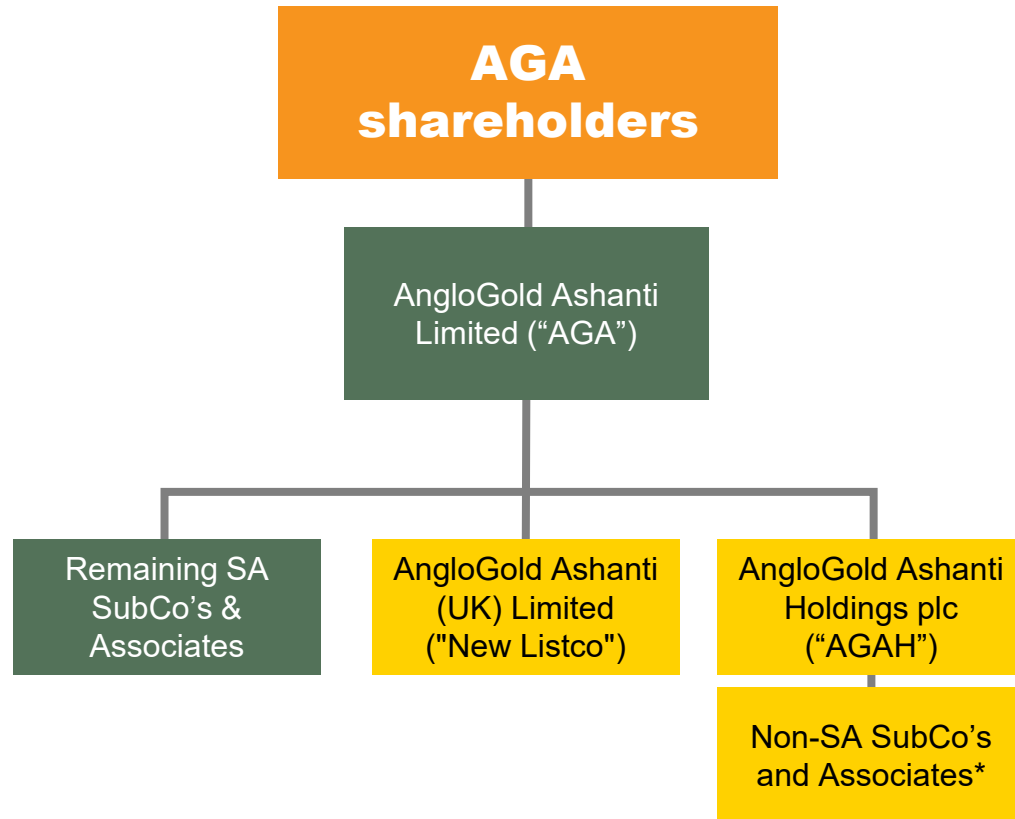 AGA
shareholders
AngloGold Ashanti
Limited (“AGA”)
Remaining SA
SubCo’s &
Associates
AngloGold Ashanti
(UK) Limited
("New Listco")
AngloGold Ashanti
Holdings plc
(“AGAH”)
Non-SA SubCo’s
and Associates*